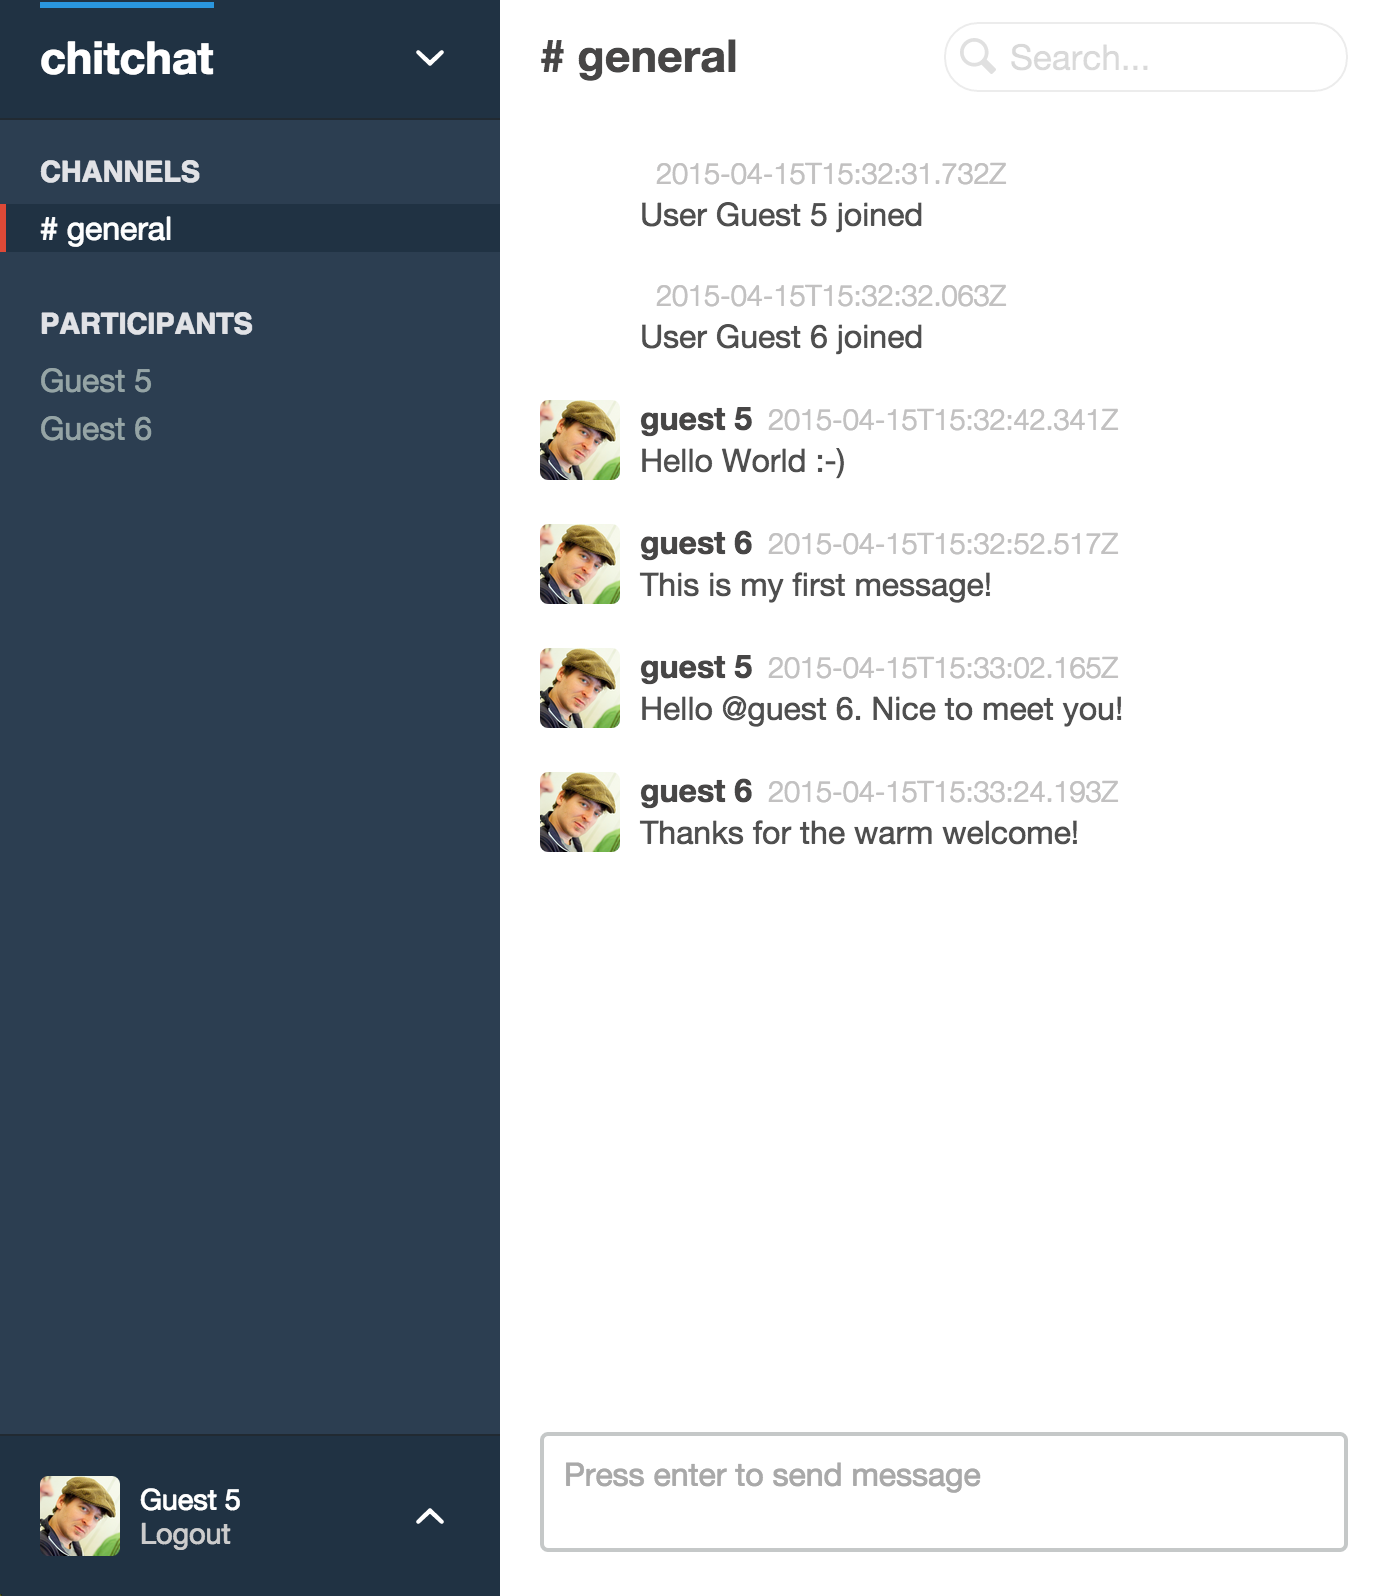 chitchat
CHANNELS
# general
PARTICIPANTS
Guest 5
Guest 6
Guest 5
Logout
# general
Search...
2015-04-15T15:32:31.732Z
User Guest 5 joined
2015-04-15T15:32:32.063Z
User Guest 6 joined
guest 5 2015-04-15T15:32:42.341Z
Hello World :-)
guest 6 2015-04-15T15:32:52.517Z
This is my first message!
guest 5 2015-04-15T15:33:02.165Z
Hello @guest 6. Nice to meet you!
guest 6 2015-04-15T15:33:24.193Z
Thanks for the warm welcome!
Press enter to send message